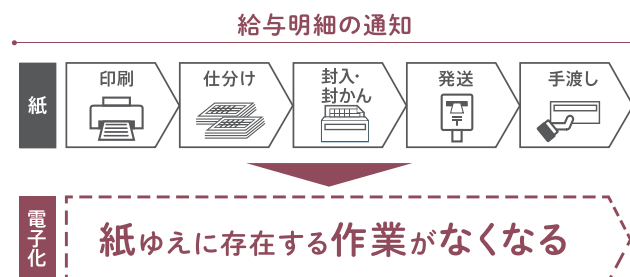 給与明細の通知
紙
印刷
仕分け
封入・
封かん
発送
手渡し
電子化
紙ゆえに存在する作業がなくなる